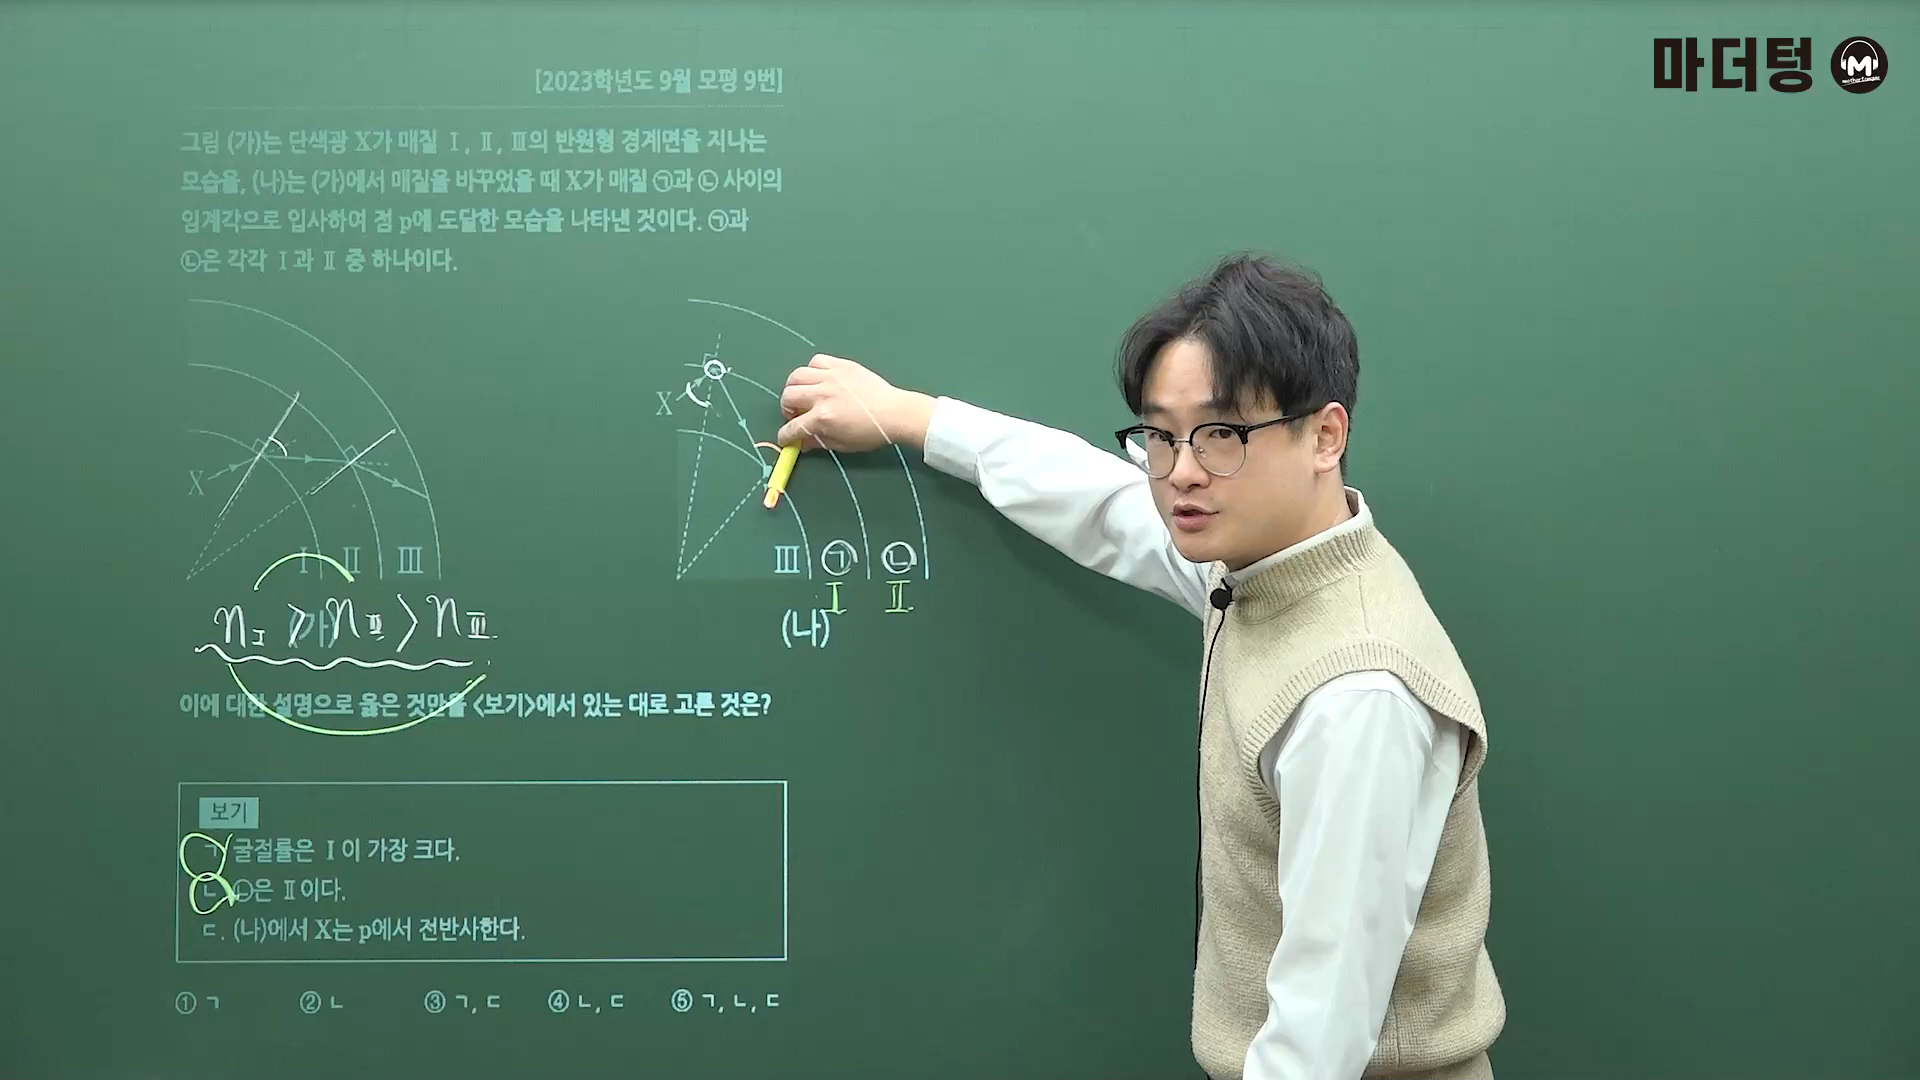 마더텅
[2023학년도 9월 모평 9번]
그림 (가)는 단색광 X가 매질 Ⅰ, Ⅱ, Ⅲ의 반원형 경계면을 지나는
모습을, (나)는 (가)에서 매질을 바꾸었을 때 X가 매질 ㉠과 ㉡ 사이의
임계각으로 입사하여 점 p에 도달한 모습을 나타낸 것이다. ㉠과
㉡은 각각 Ⅰ과 Ⅱ 중 하나이다.
X
Ⅰ Ⅱ Ⅲ
(가)
nⅠ > nⅡ > nⅢ
X
Ⅲ ㉠ ㉡
Ⅰ Ⅱ
(나)
이에 대한 설명으로 옳은 것만을 <보기>에서 있는 대로 고른 것은?
보기
ㄱ. 굴절률은 Ⅰ이 가장 크다.
ㄴ. ㉡은 Ⅱ이다.
ㄷ. (나)에서 X는 p에서 전반사한다.
① ㄱ ② ㄴ ③ ㄱ, ㄷ ④ ㄴ, ㄷ ⑤ ㄱ, ㄴ, ㄷ